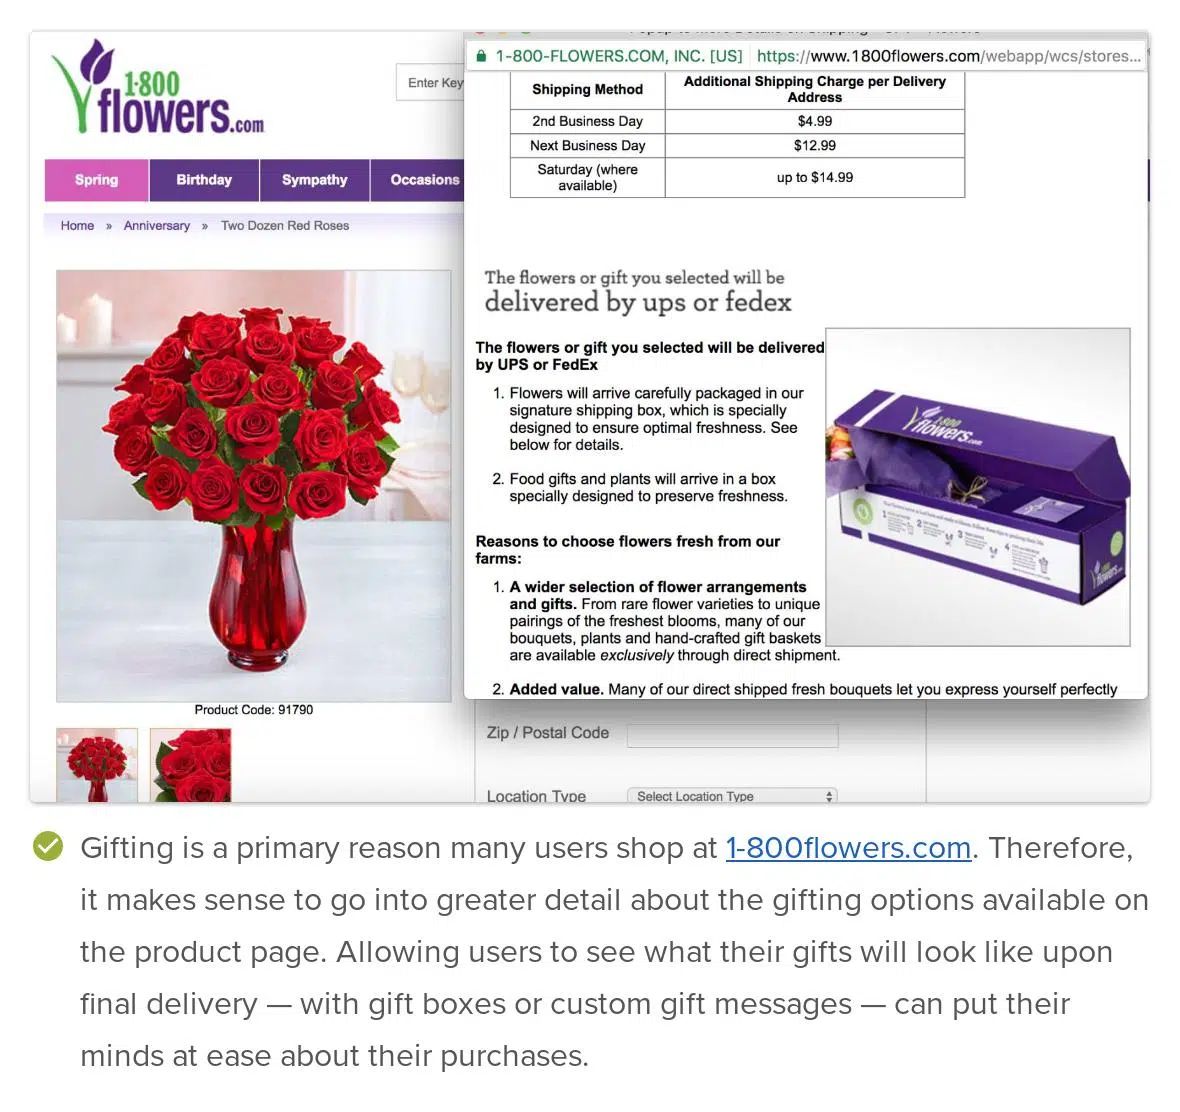 1-800-FLOWERS.COM, INC. [US]
https://www.1800flowers.com/webapp/wcs/stores...
1·800
flowers.com
Enter Key
Spring
Birthday
Sympathy
Occasions
Home » Anniversary » Two Dozen Red Roses
Product Code: 91790
Shipping Method
Additional Shipping Charge per Delivery
Address
2nd Business Day
$4.99
Next Business Day
$12.99
Saturday (where
available)
up to $14.99
The flowers or gift you selected will be
delivered by ups or fedex
The flowers or gift you selected will be delivered
by UPS or FedEx
1. Flowers will arrive carefully packaged in our
signature shipping box, which is specially
designed to ensure optimal freshness. See
below for details.
2. Food gifts and plants will arrive in a box
specially designed to preserve freshness.
Reasons to choose flowers fresh from our
farms:
1. A wider selection of flower arrangements
and gifts. From rare flower varieties to unique
pairings of the freshest blooms, many of our
bouquets, plants and hand-crafted gift baskets
are available exclusively through direct shipment.
2. Added value. Many of our direct shipped fresh bouquets let you express yourself perfectly
1·800
flowers.com
flowers.com
Zip / Postal Code
Location Type
Select Location Type
Gifting is a primary reason many users shop at 1-800flowers.com. Therefore,
it makes sense to go into greater detail about the gifting options available on
the product page. Allowing users to see what their gifts will look like upon
final delivery — with gift boxes or custom gift messages — can put their
minds at ease about their purchases.